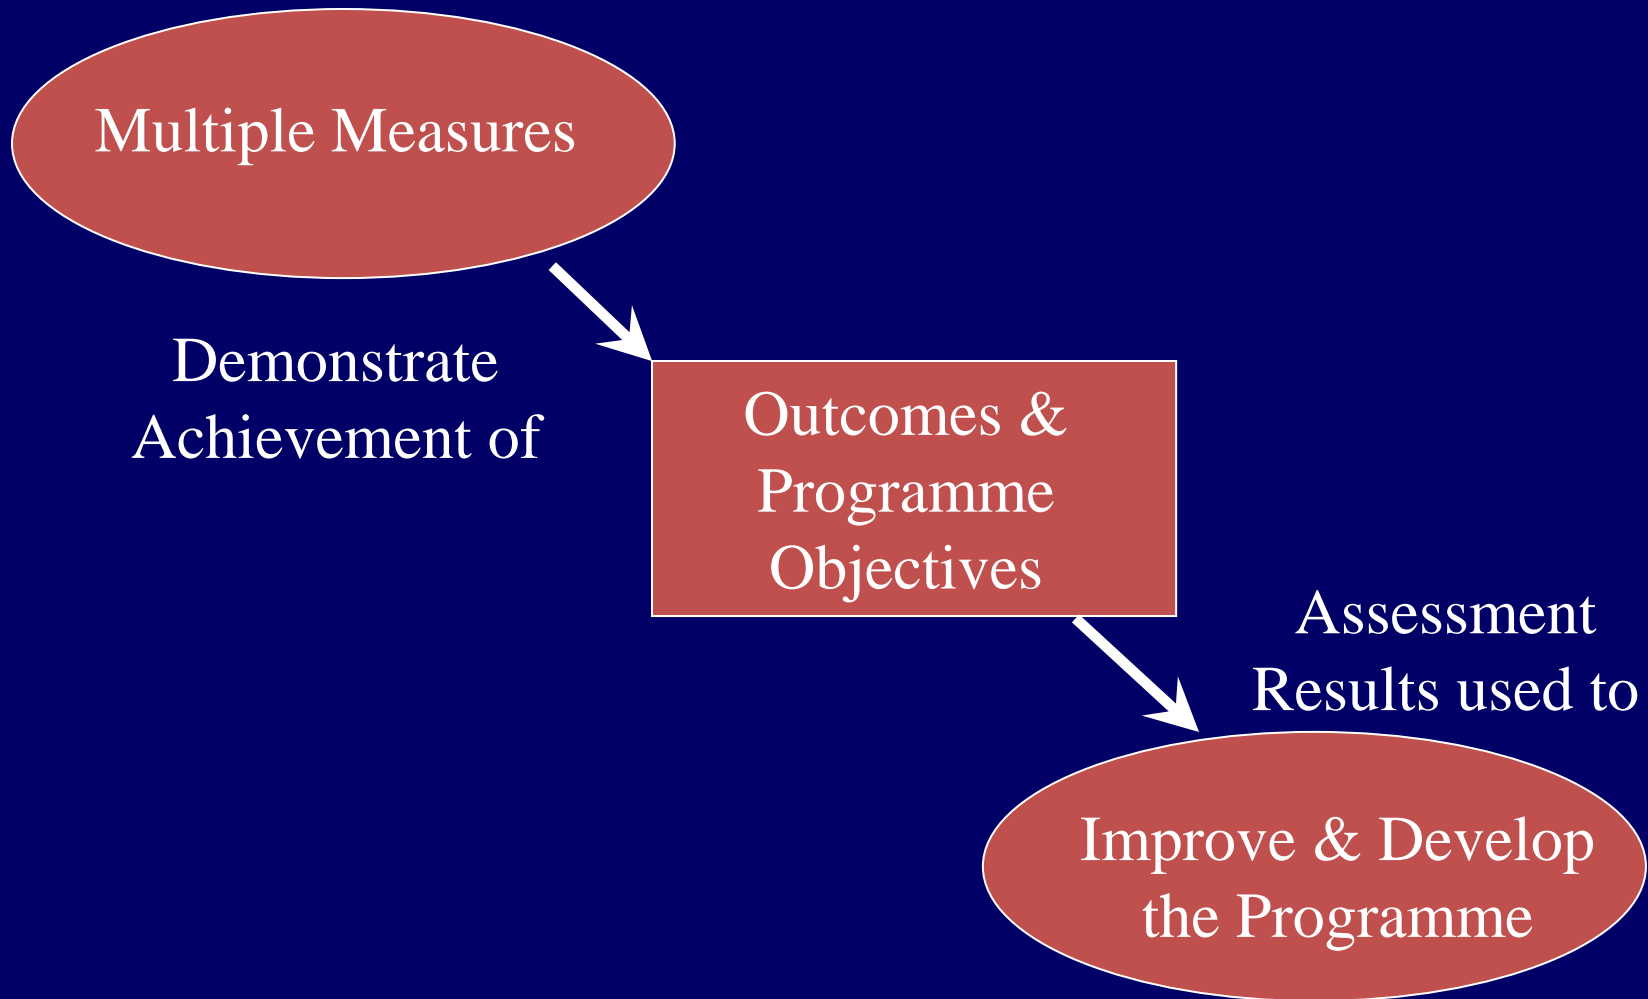 Multiple Measures
Demonstrate
Achievement of
Outcomes &
Programme
Objectives
Assessment
Results used to
Improve & Develop
the Programme